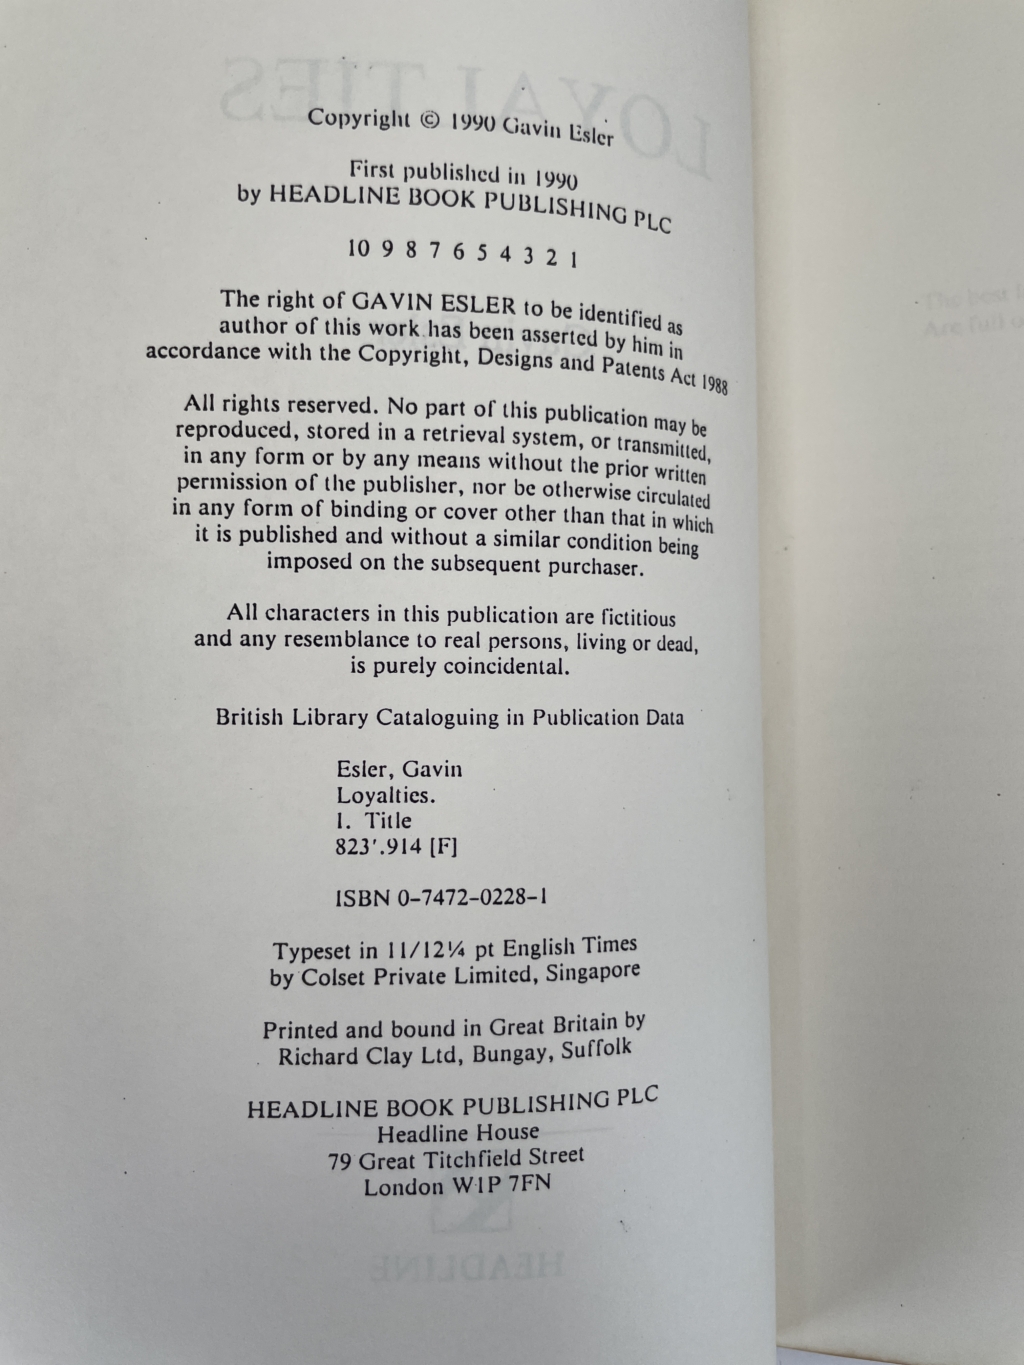 LOYALTIES
Copyright © 1990 Gavin Esler
First published in 1990
by HEADLINE BOOK PUBLISHING PLC
10 9 8 7 6 5 4 3 2 1
The right of GAVIN ESLER to be identified as
author of this work has been asserted by him in
accordance with the Copyright, Designs and Patents Act 1988
All rights reserved. No part of this publication may be
reproduced, stored in a retrieval system, or transmitted,
in any form or by any means without the prior written
permission of the publisher, nor be otherwise circulated
in any form of binding or cover other than that in which
it is published and without a similar condition being
imposed on the subsequent purchaser.
All characters in this publication are fictitious
and any resemblance to real persons, living or dead,
is purely coincidental.
British Library Cataloguing in Publication Data
Esler, Gavin
Loyalties.
I. Title
823'.914 [F]
ISBN 0-7472-0228-1
Typeset in 11/12¼ pt English Times
by Colset Private Limited, Singapore
Printed and bound in Great Britain by
Richard Clay Ltd, Bungay, Suffolk
HEADLINE BOOK PUBLISHING PLC
Headline House
79 Great Titchfield Street
London W1P 7FN
HEADLINE
The best l
Are full o